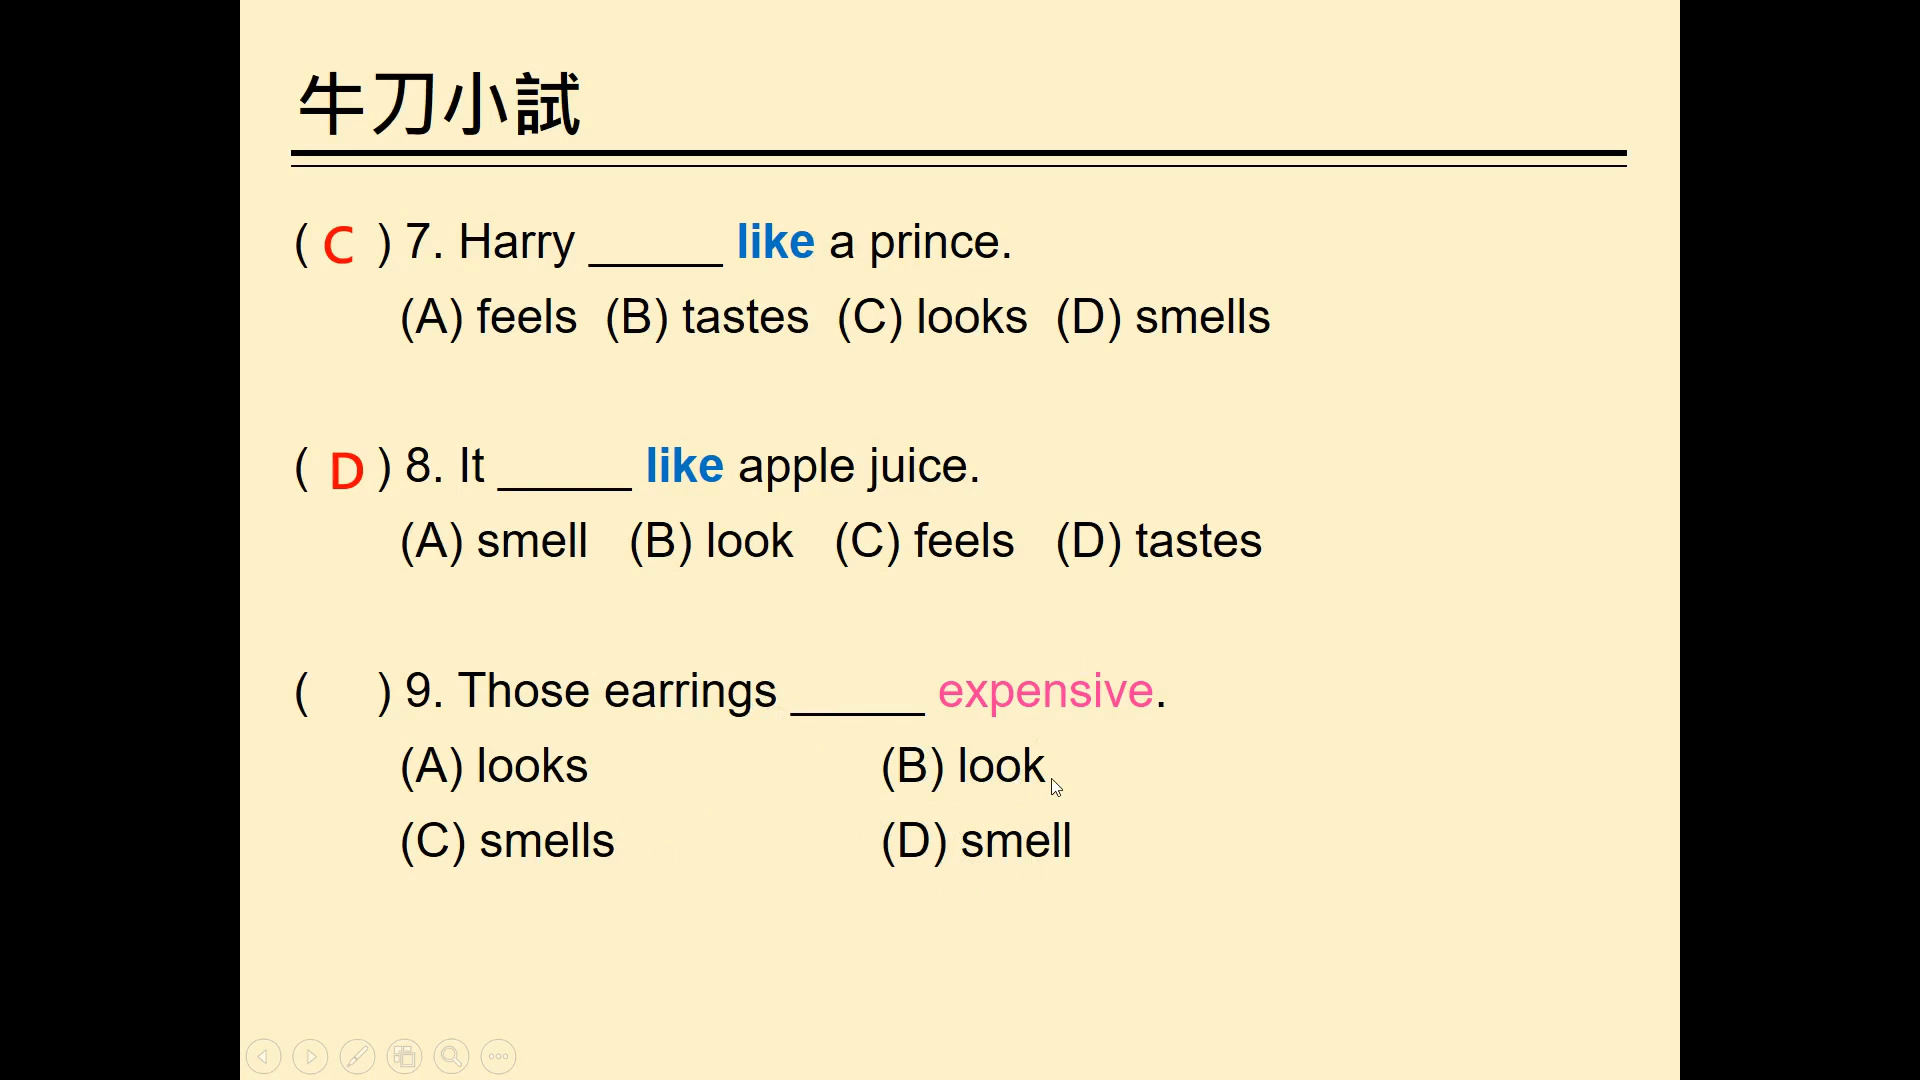 牛刀小試
( C ) 7. Harry _____ like a prince.
(A) feels (B) tastes (C) looks (D) smells
( D ) 8. It _____ like apple juice.
(A) smell (B) look (C) feels (D) tastes
( ) 9. Those earrings _____ expensive.
(A) looks (B) look
(C) smells (D) smell